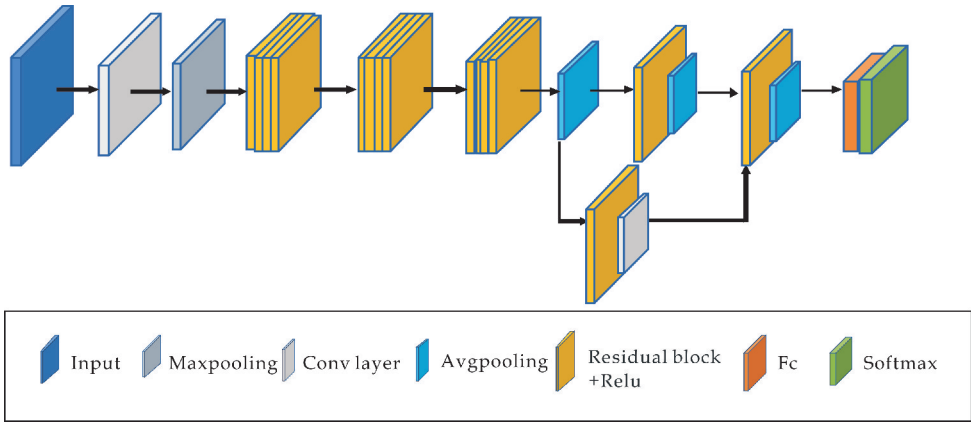 Input
Maxpooling
Conv layer
Avgpooling
Residual block
+Relu
Fc
Softmax